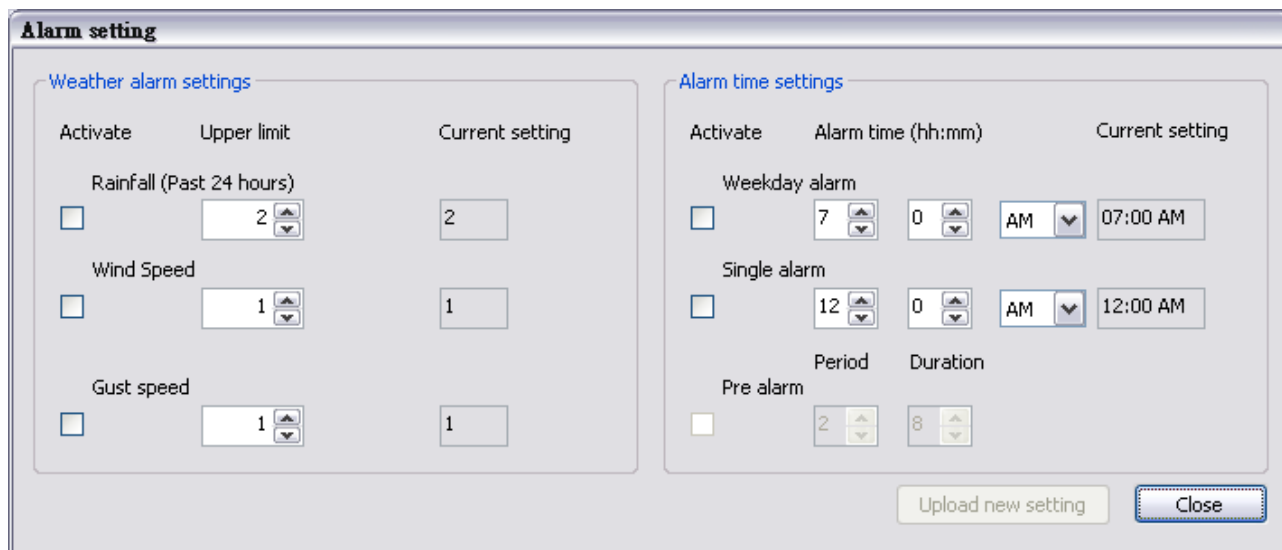 Alarm setting
Weather alarm settings
Activate Upper limit Current setting
Rainfall (Past 24 hours)
2 2
Wind Speed
1 1
Gust speed
1 1
Alarm time settings
Activate Alarm time (hh:mm) Current setting
Weekday alarm
7 0 AM 07:00 AM
Single alarm
12 0 AM 12:00 AM
Period Duration
Pre alarm
2 8
Upload new setting Close